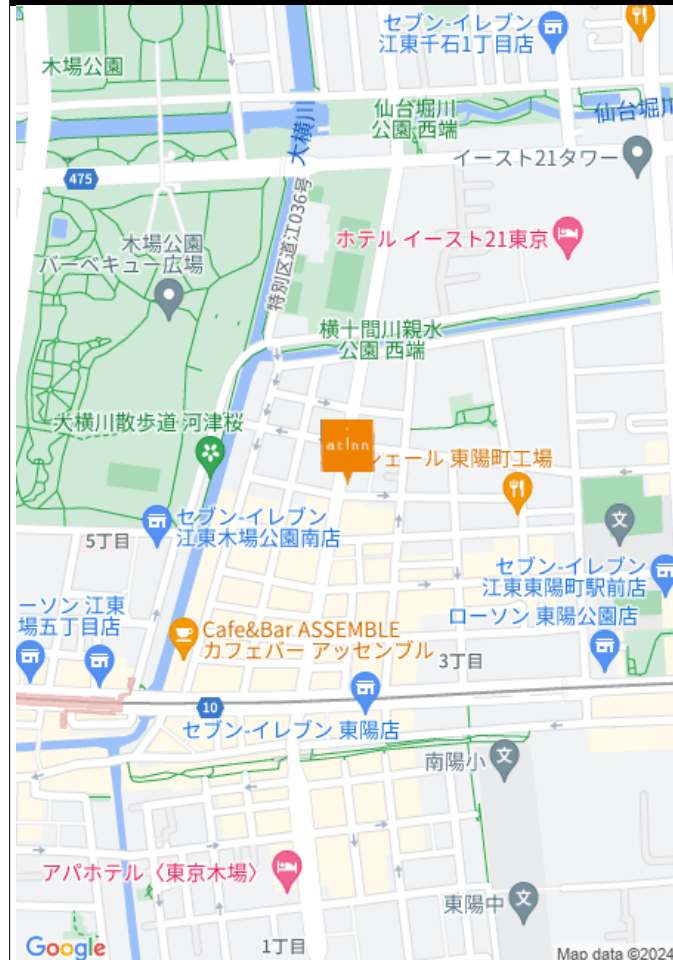 セブン-イレブン
江東千石1丁目店
木場公園
大横川
仙台堀川
公園 西端
仙台堀川
イースト21タワー
475
特別区道江036号
ホテル イースト21東京
木場公園
バーベキュー広場
横十間川親水
公園 西端
大横川散歩道 河津桜
atInn
シェール 東陽町工場
セブン-イレブン
江東木場公園南店
文
5丁目
セブン-イレブン
江東東陽町駅前店
ーソン 江東
場五丁目店
ローソン 東陽公園店
Cafe&Bar ASSEMBLE
カフェバー アッセンブル
3丁目
10
セブン-イレブン 東陽店
南陽小
文
アパホテル〈東京木場〉
東陽中
文
1丁目
Google
Map data ©2024